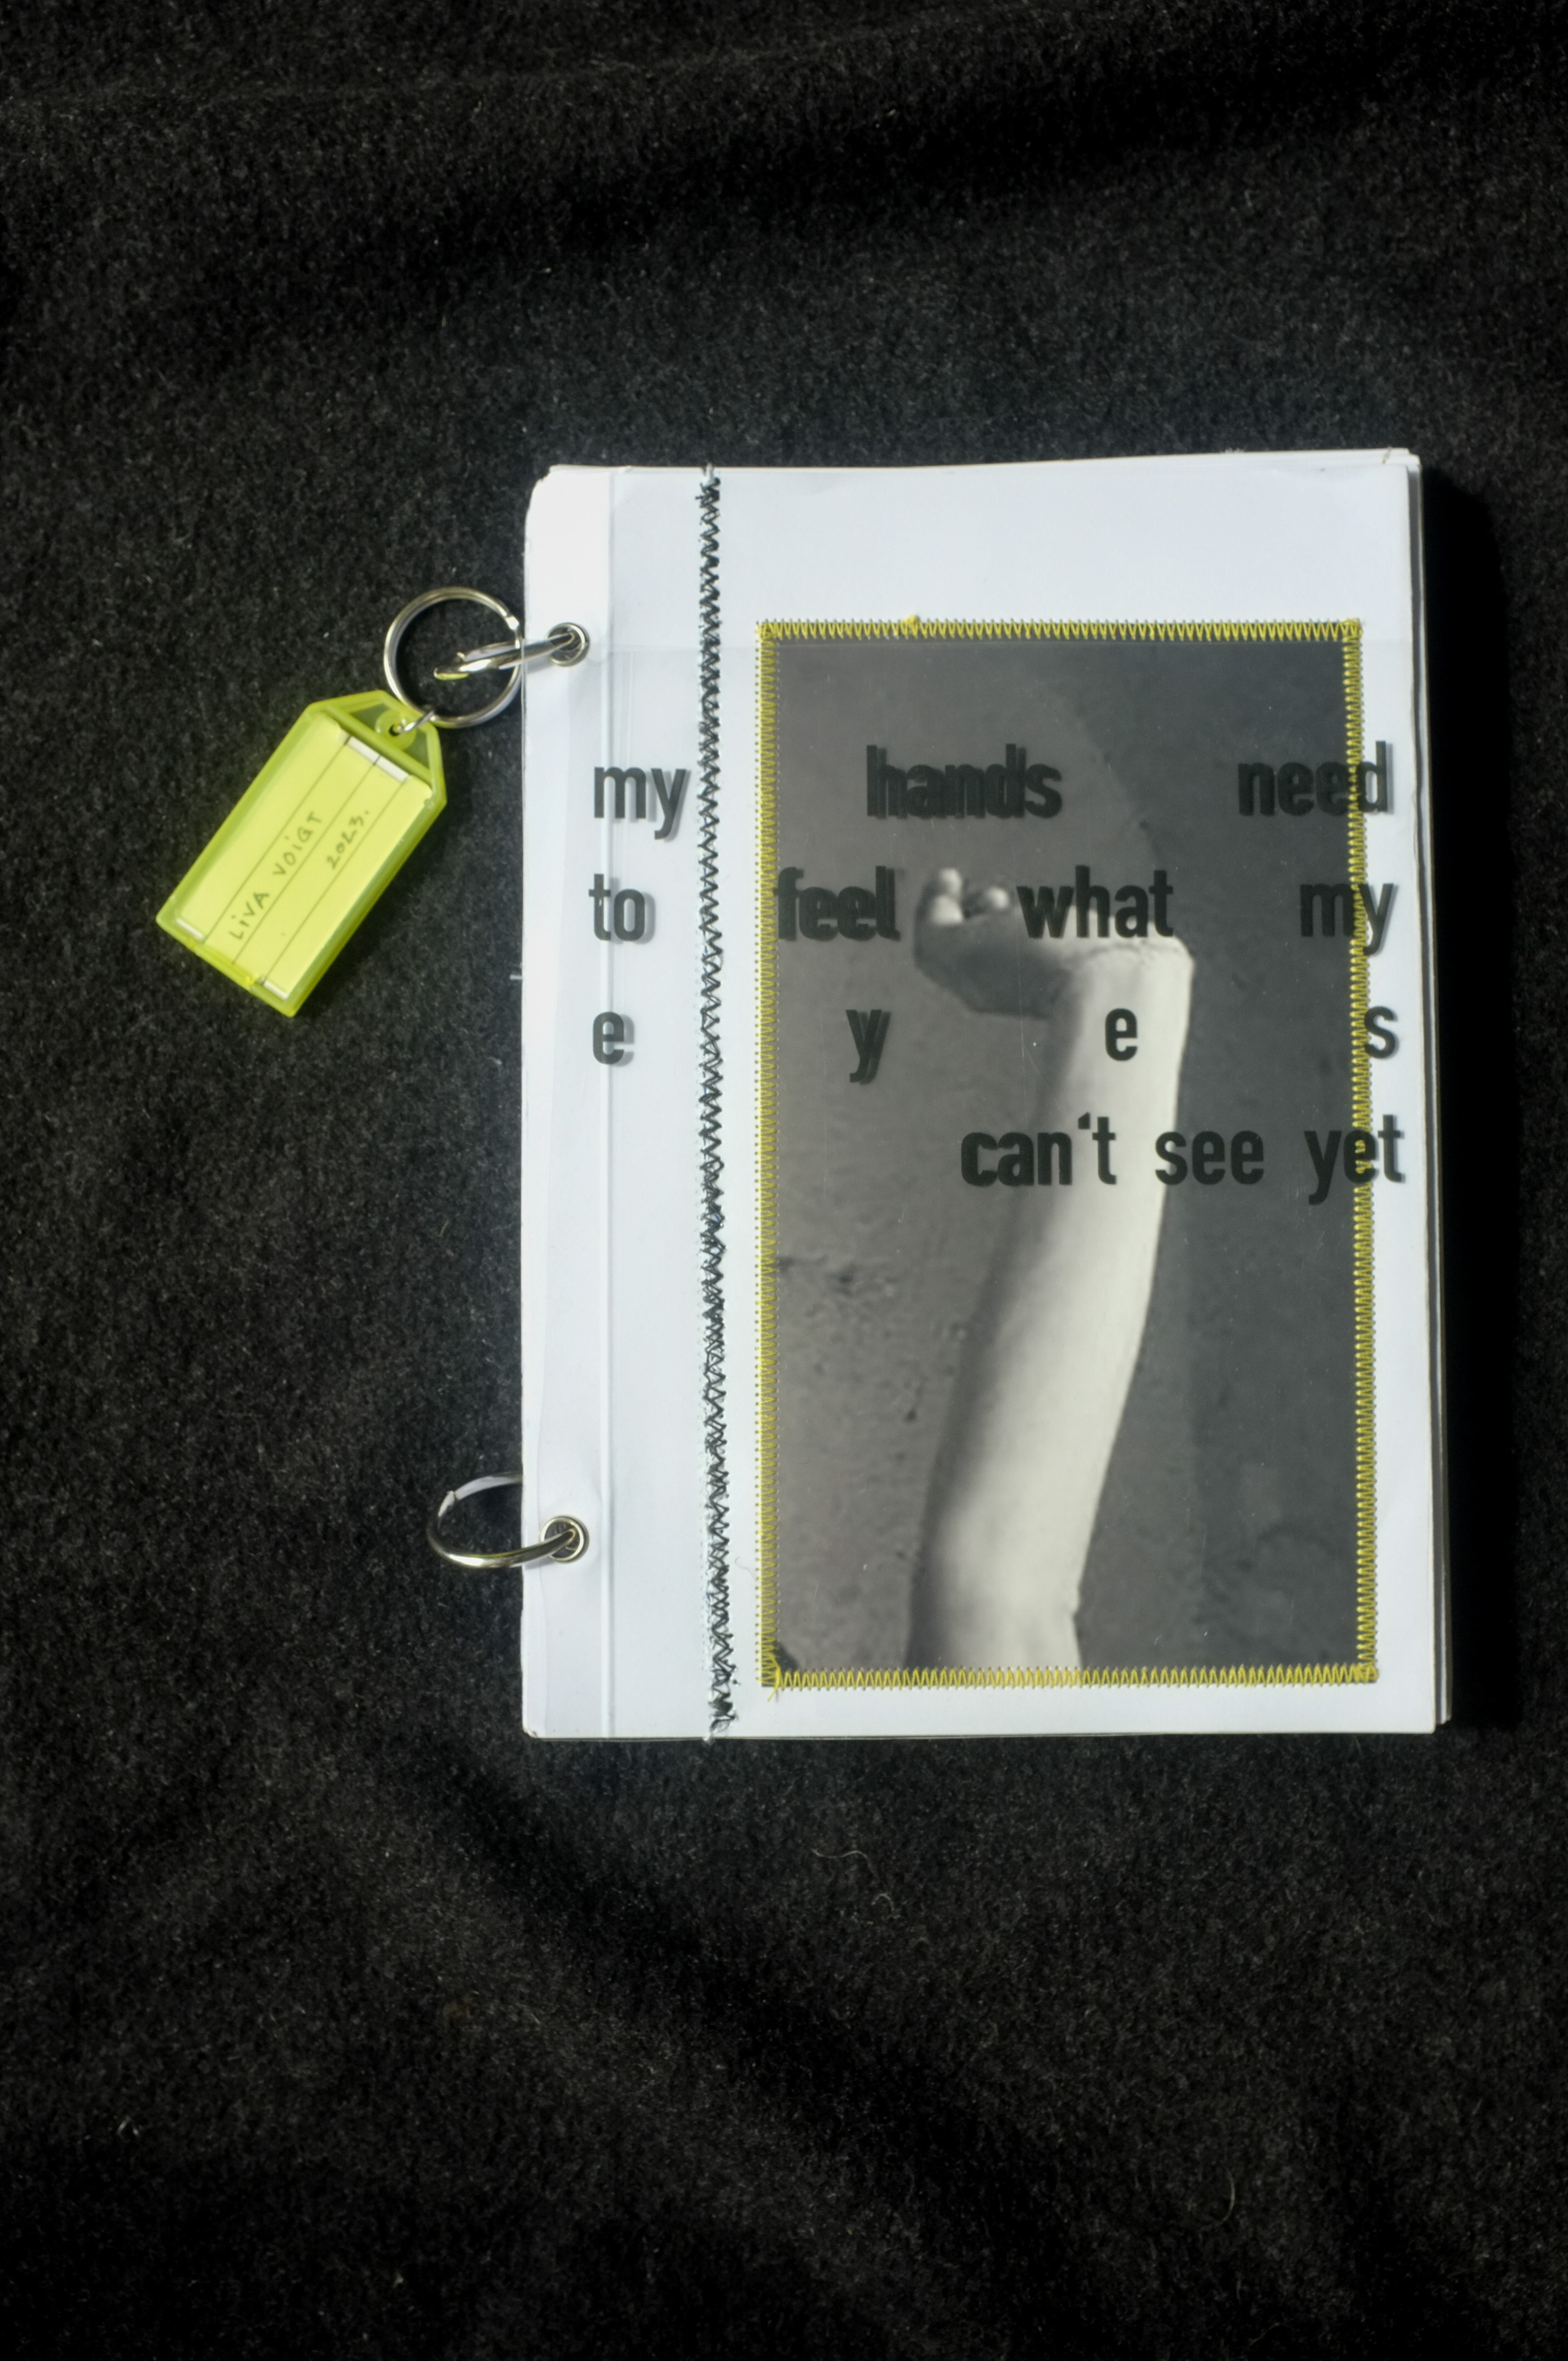 my hands need
to feel what my
e y e s
can't see yet
LiVA VOiGT
2023.